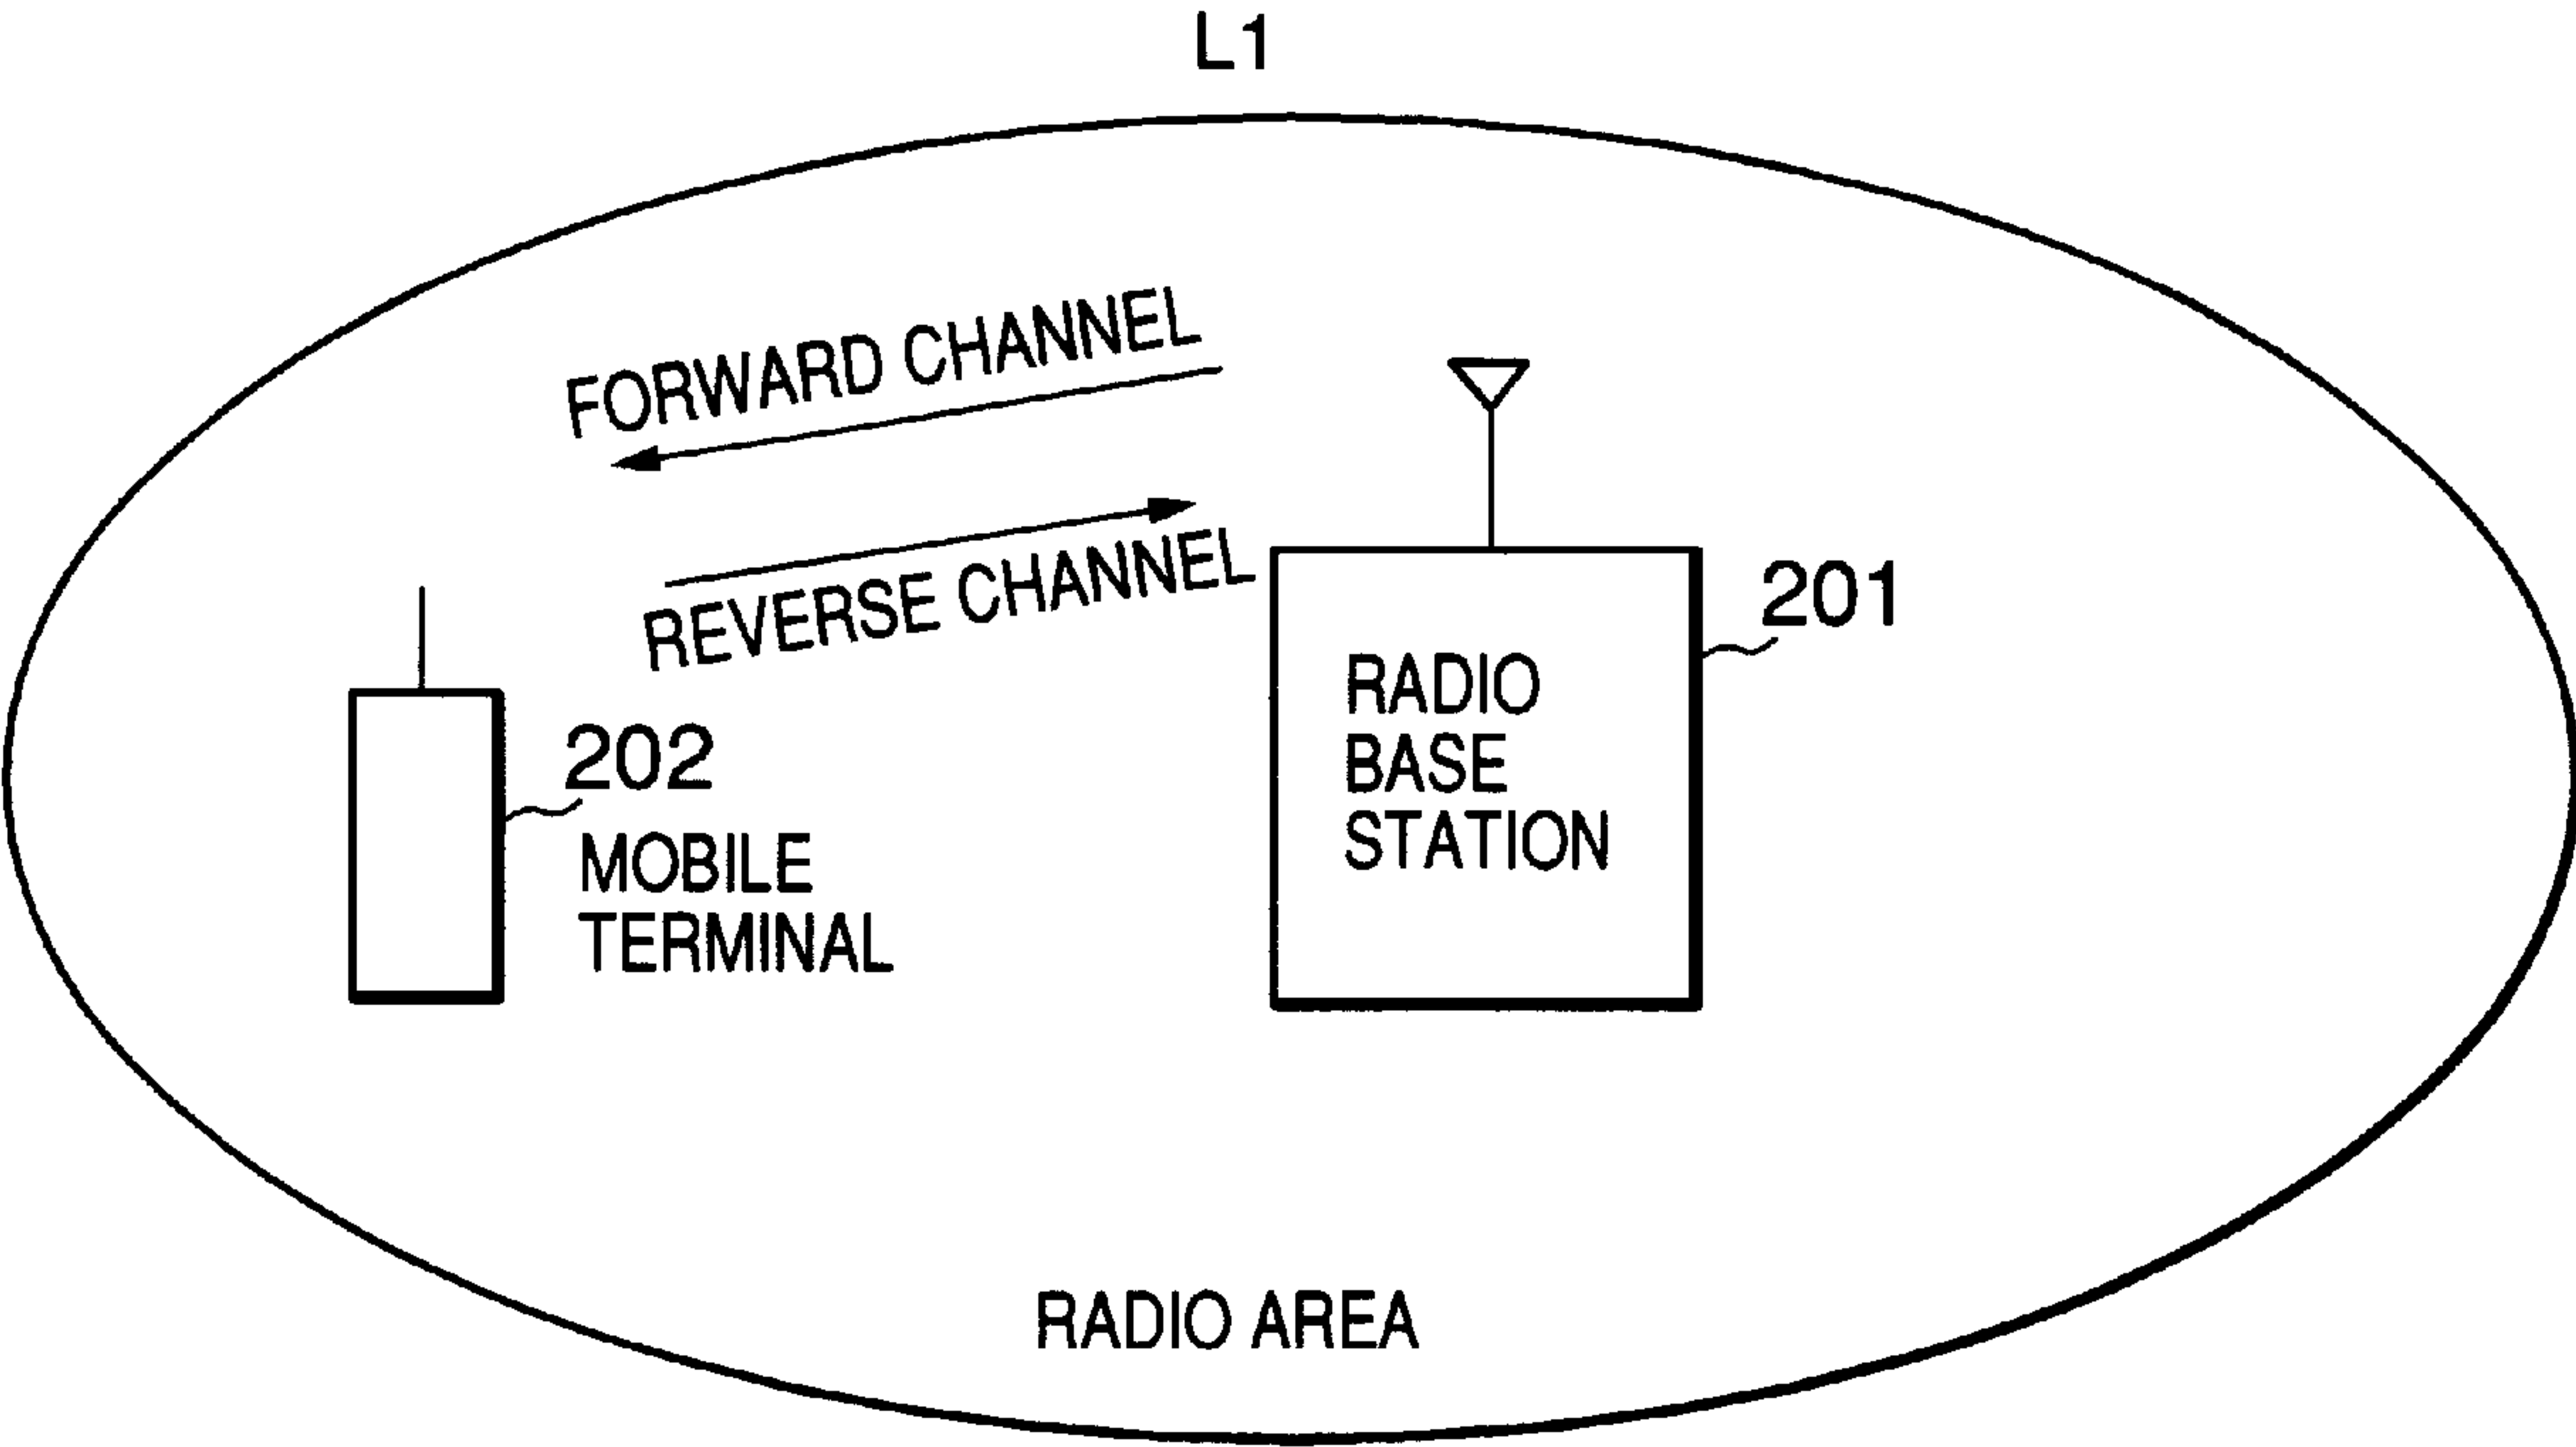 L1
FORWARD CHANNEL
REVERSE CHANNEL
201
RADIO
BASE
STATION
202
MOBILE
TERMINAL
RADIO AREA